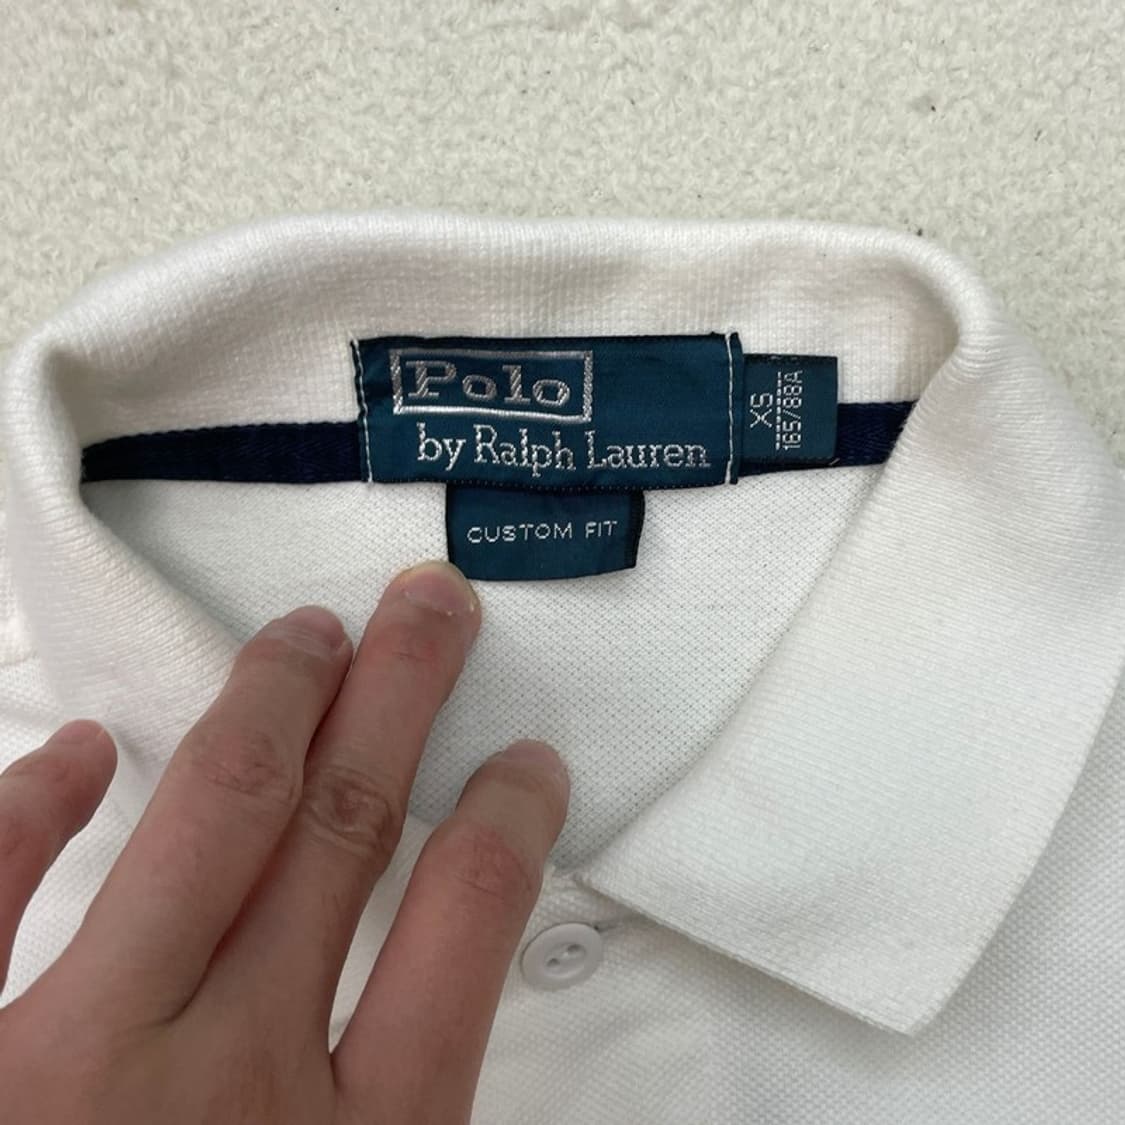 Polo
by Ralph Lauren
XS
165/88A
CUSTOM FIT